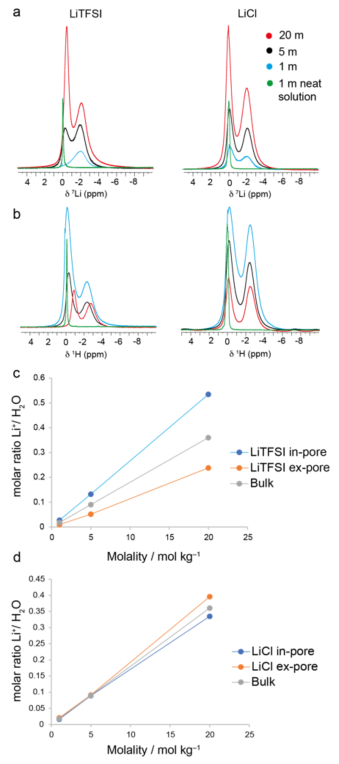 a
LiTFSI
LiCl
20 m
5 m
1 m
1 m neat
solution
4 2 0 -2 -4 -6 -8
δ ⁷Li (ppm)
4 2 0 -2 -4 -6 -8
δ ⁷Li (ppm)
b
4 2 0 -2 -4 -6 -8
δ ¹H (ppm)
4 2 0 -2 -4 -6 -8
δ ¹H (ppm)
c
molar ratio Li⁺/ H₂O
0.6
0.5
0.4
0.3
0.2
0.1
0
0 5 10 15 20 25
Molality / mol kg⁻¹
LiTFSI in-pore
LiTFSI ex-pore
Bulk
d
molar ratio Li⁺/ H₂O
0.45
0.4
0.35
0.3
0.25
0.2
0.15
0.1
0.05
0
0 5 10 15 20 25
Molality / mol kg⁻¹
LiCl in-pore
LiCl ex-pore
Bulk